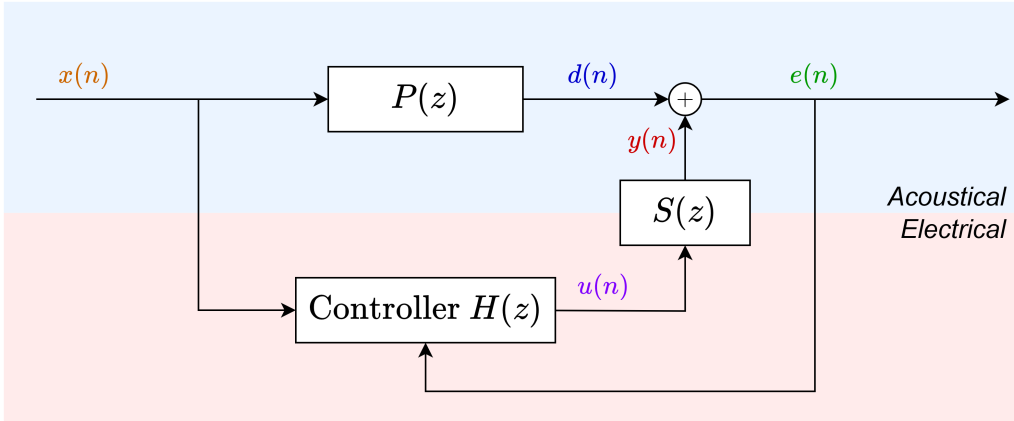 x(n)
P(z)
d(n)
+
e(n)
y(n)
S(z)
Acoustical
Electrical
Controller H(z)
u(n)